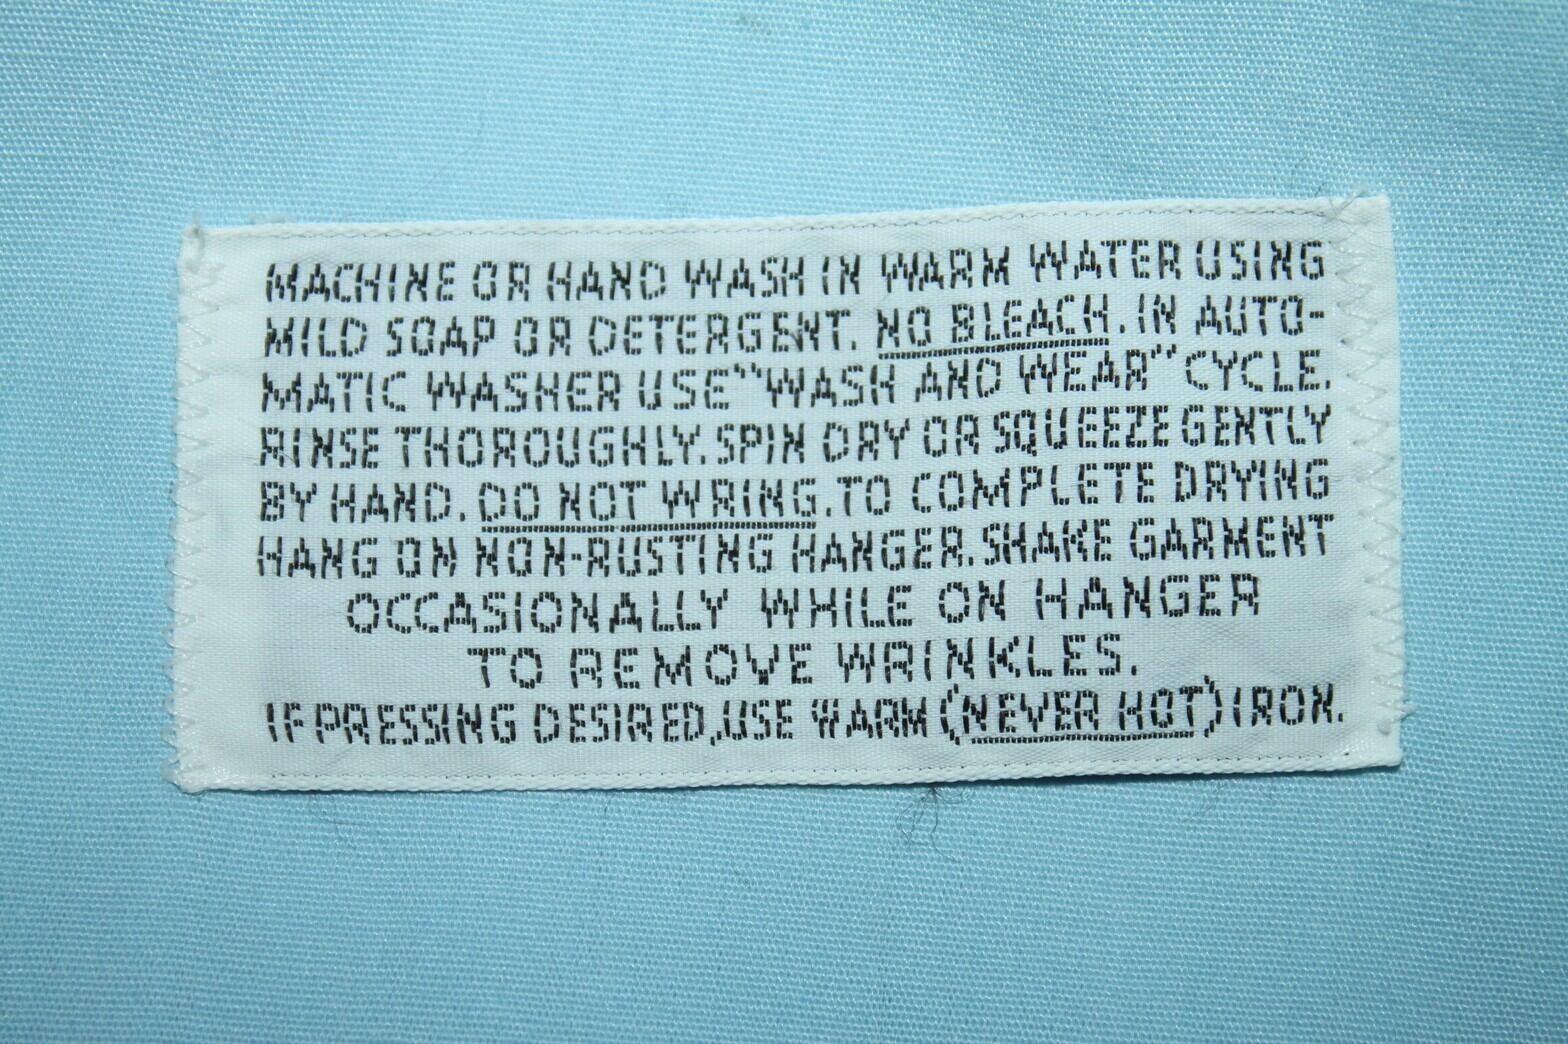 MACHINE OR HAND WASH IN WARM WATER USING
MILD SOAP OR DETERGENT. NO BLEACH. IN AUTO-
MATIC WASHER USE "WASH AND WEAR" CYCLE.
RINSE THOROUGHLY. SPIN DRY OR SQUEEZE GENTLY
BY HAND. DO NOT WRING. TO COMPLETE DRYING
HANG ON NON-RUSTING HANGER. SHAKE GARMENT
OCCASIONALLY WHILE ON HANGER
TO REMOVE WRINKLES.
IF PRESSING DESIRED, USE WARM (NEVER HOT) IRON.